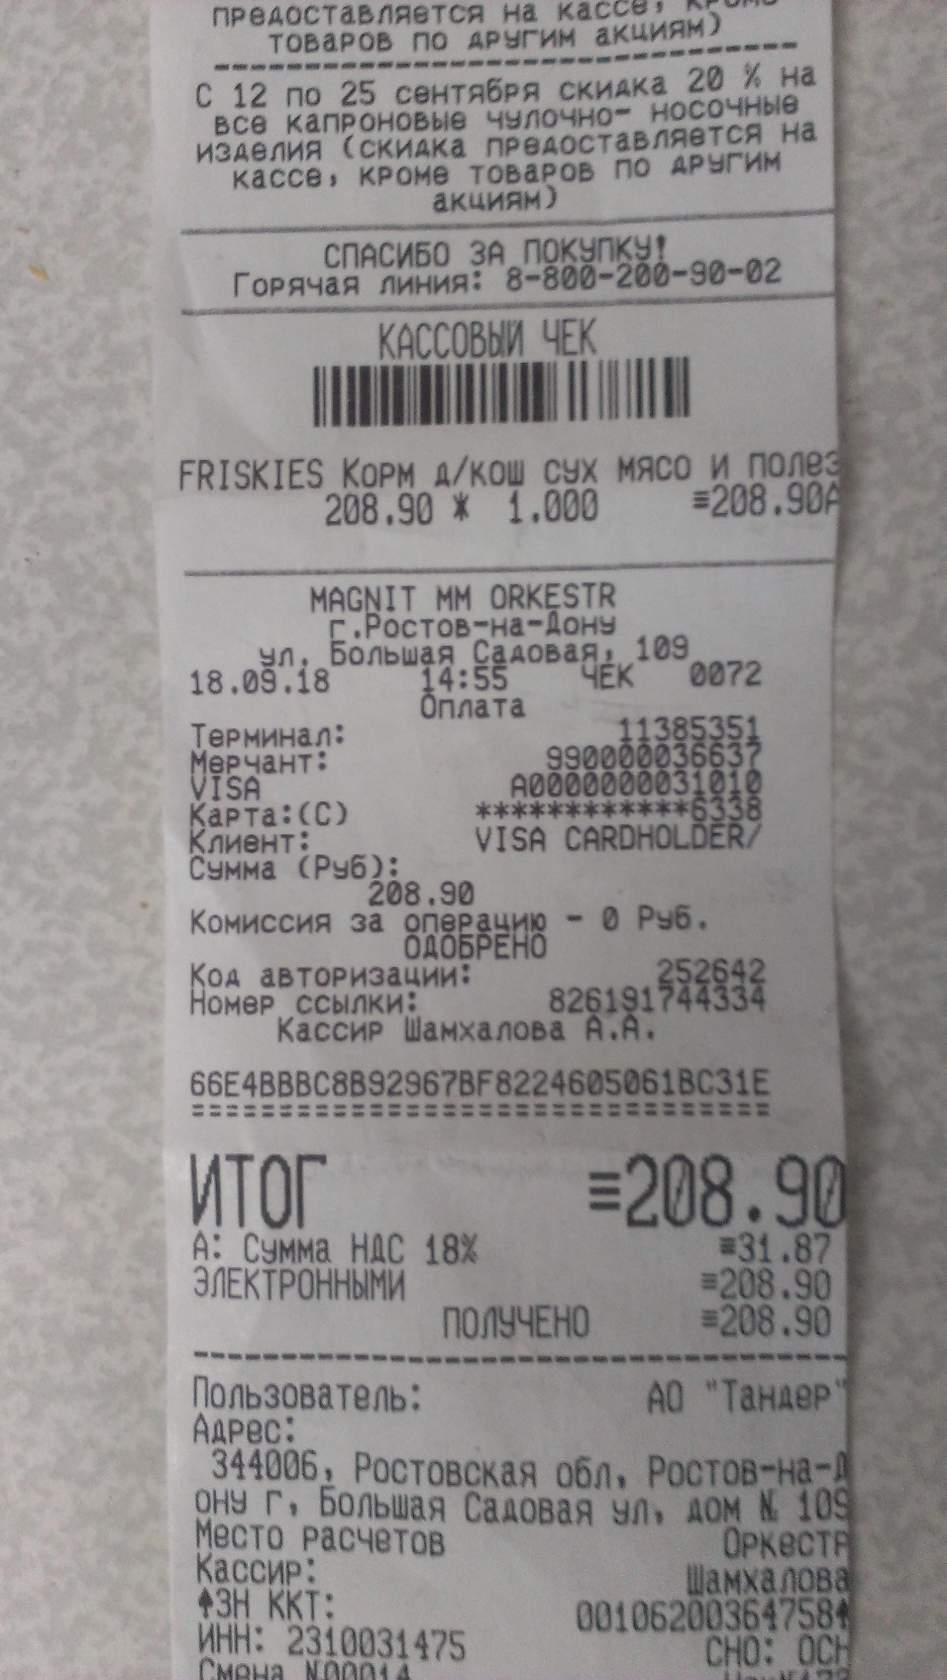 предоставляется на кассе, кроме
товаров по другим акциям)
С 12 по 25 сентября скидка 20 % на
все капроновые чулочно- носочные
изделия (скидка предоставляется на
кассе, кроме товаров по другим
акциям)
СПАСИБО ЗА ПОКУПКУ!
Горячая линия: 8-800-200-90-02
КАССОВЫЙ ЧЕК
FRISKIES Корм д/кош сух мясо и полез
208.90 * 1.000 ≡208.90А
MAGNIT MM ORKESTR
г.Ростов-на-Дону
ул. Большая Садовая, 109
18.09.18 14:55 ЧЕК 0072
Оплата
Терминал: 11385351
Мерчант: 990000036637
VISA A0000000031010
Карта:(C) ************6338
Клиент: VISA CARDHOLDER/
Сумма (Руб):
208.90
Комиссия за операцию - 0 Руб.
ОДОБРЕНО
Код авторизации: 252642
Номер ссылки: 826191744334
Кассир Шамхалова А.А.
66E4BBBC8B92967BF8224605061BC31E
================================
ИТОГ ≡208.90
А: Сумма НДС 18% ≡31.87
ЭЛЕКТРОННЫМИ ≡208.90
ПОЛУЧЕНО ≡208.90
Пользователь: АО "Тандер"
Адрес:
344006, Ростовская обл, Ростов-на-Д
ону г, Большая Садовая ул, дом № 109
Место расчетов Оркестр
Кассир: Шамхалова
↑ЗН ККТ: 00106200364758↑
ИНН: 2310031475 СНО: ОСН
Смена N00014